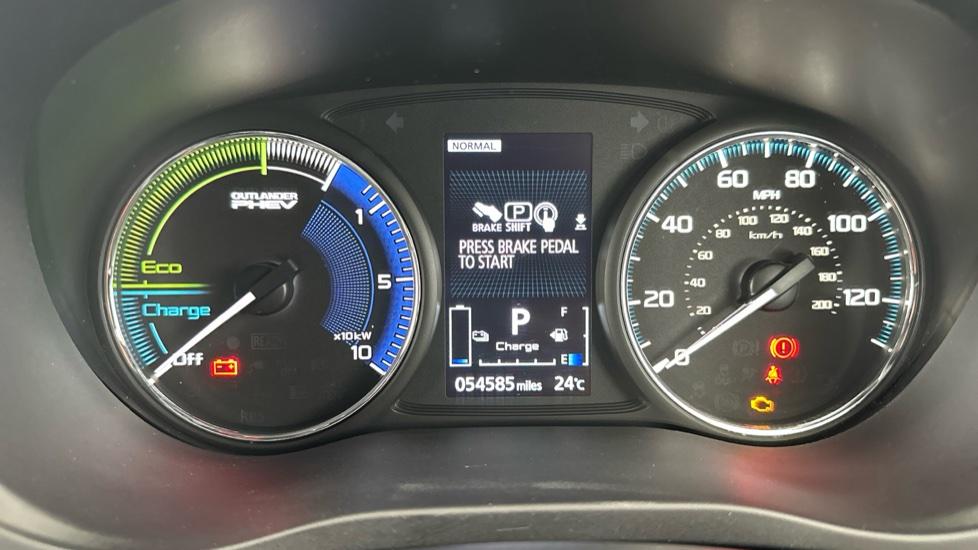 OUTLANDER
PHEV
Eco
Charge
Off
1
5
10
x10kW
NORMAL
P
BRAKE SHIFT
PRESS BRAKE PEDAL
TO START
P
F
Charge
E
054585 miles 24°C
0
20
40
60
80
100
120
MPH
km/h
20
40
60
80
100
120
140
160
180
200